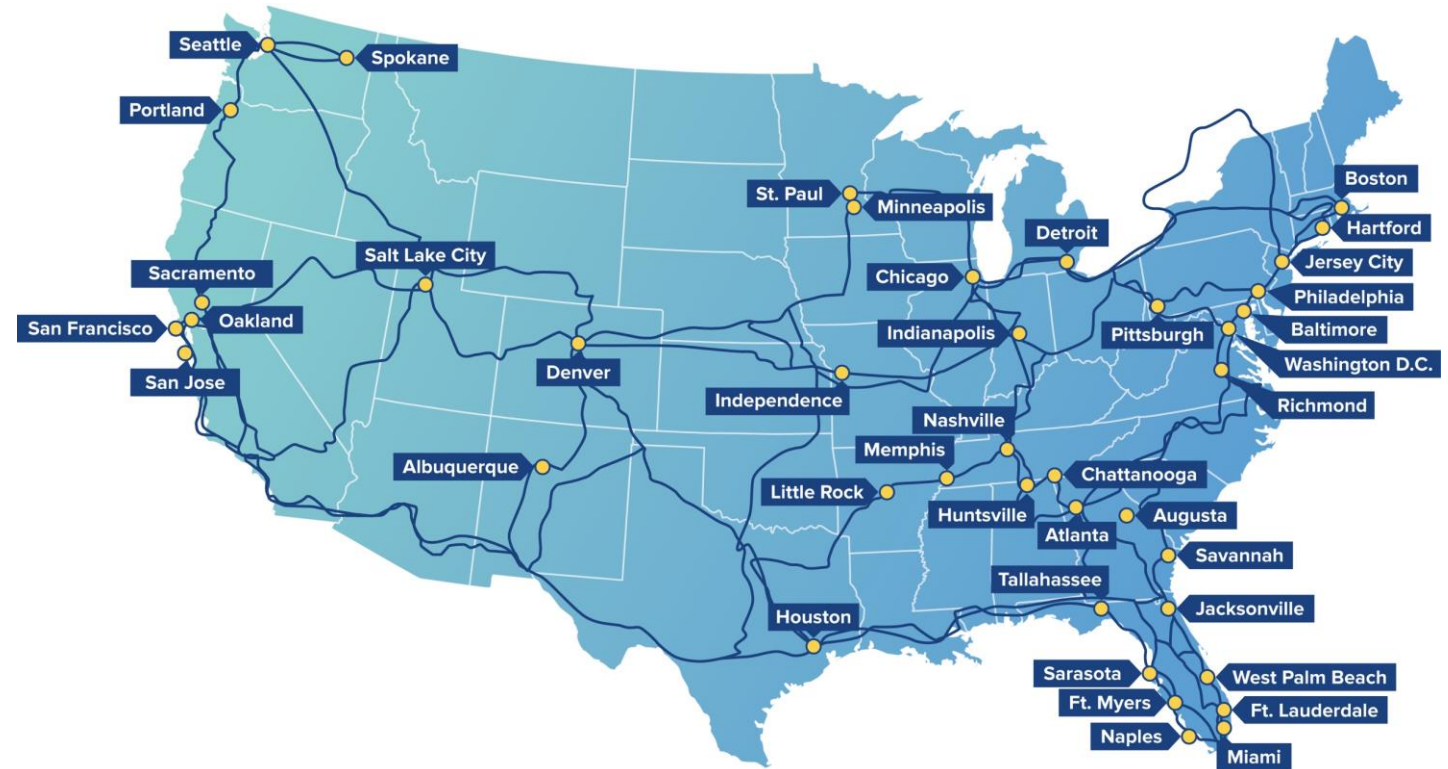 Seattle
Spokane
Portland
St. Paul
Minneapolis
Boston
Hartford
Detroit
Salt Lake City
Jersey City
Sacramento
Chicago
Philadelphia
Oakland
San Francisco
Indianapolis
Pittsburgh
Baltimore
Washington D.C.
San Jose
Denver
Independence
Richmond
Nashville
Memphis
Albuquerque
Chattanooga
Little Rock
Huntsville
Augusta
Atlanta
Savannah
Tallahassee
Jacksonville
Houston
Sarasota
West Palm Beach
Ft. Myers
Ft. Lauderdale
Naples
Miami